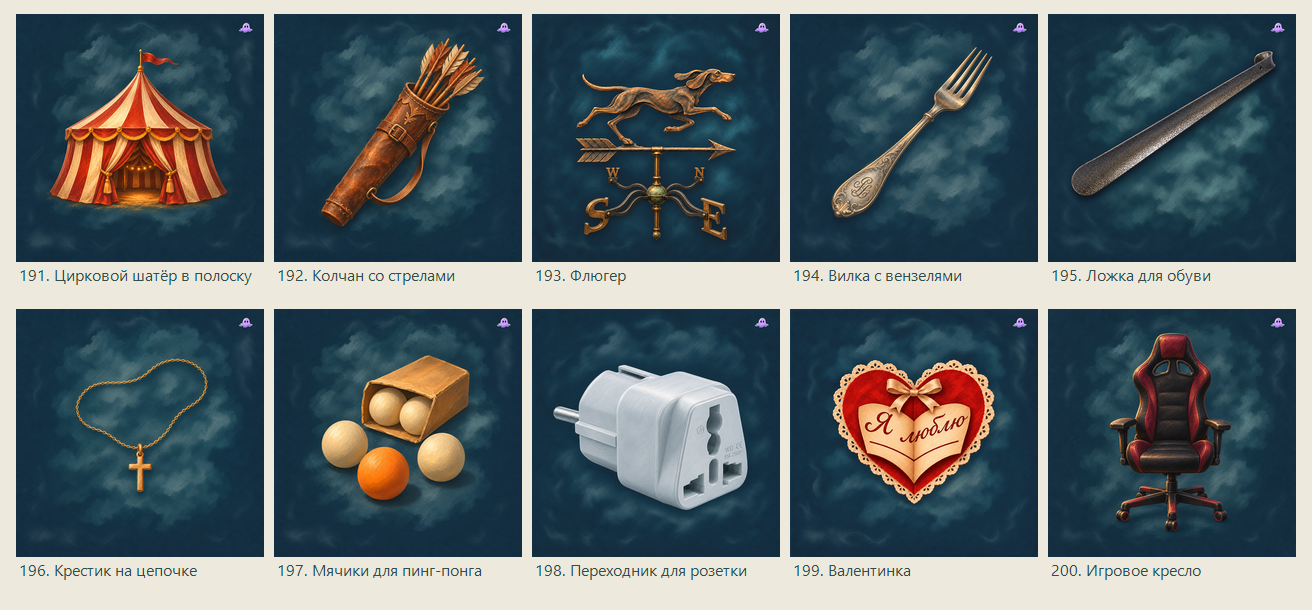 191. Цирковой шатёр в полоску
192. Колчан со стрелами
W N
S E
193. Флюгер
194. Вилка с вензелями
195. Ложка для обуви
196. Крестик на цепочке
197. Мячики для пинг-понга
198. Переходник для розетки
Я люблю
199. Валентинка
200. Игровое кресло